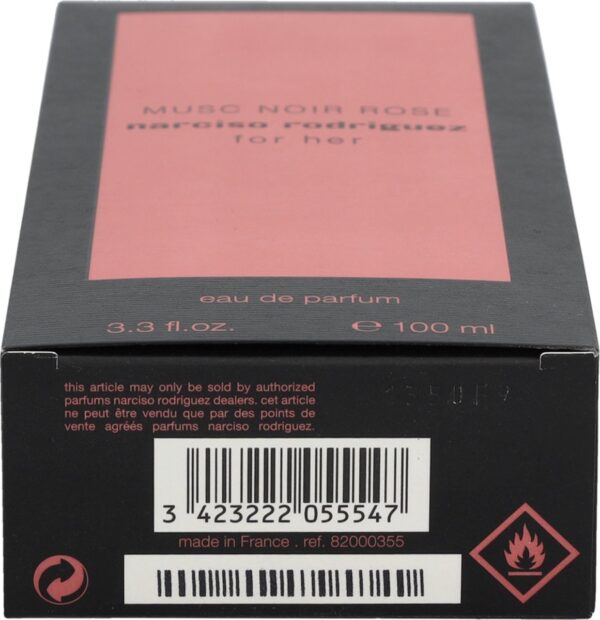 MUSC NOIR ROSE
narciso rodriguez
for her
eau de parfum
3.3 fl.oz. e 100 ml
this article may only be sold by authorized
parfums narciso rodriguez dealers. cet article
ne peut être vendu que par des points de
vente agréés parfums narciso rodriguez.
3 423222 055547
made in France . ref. 82000355